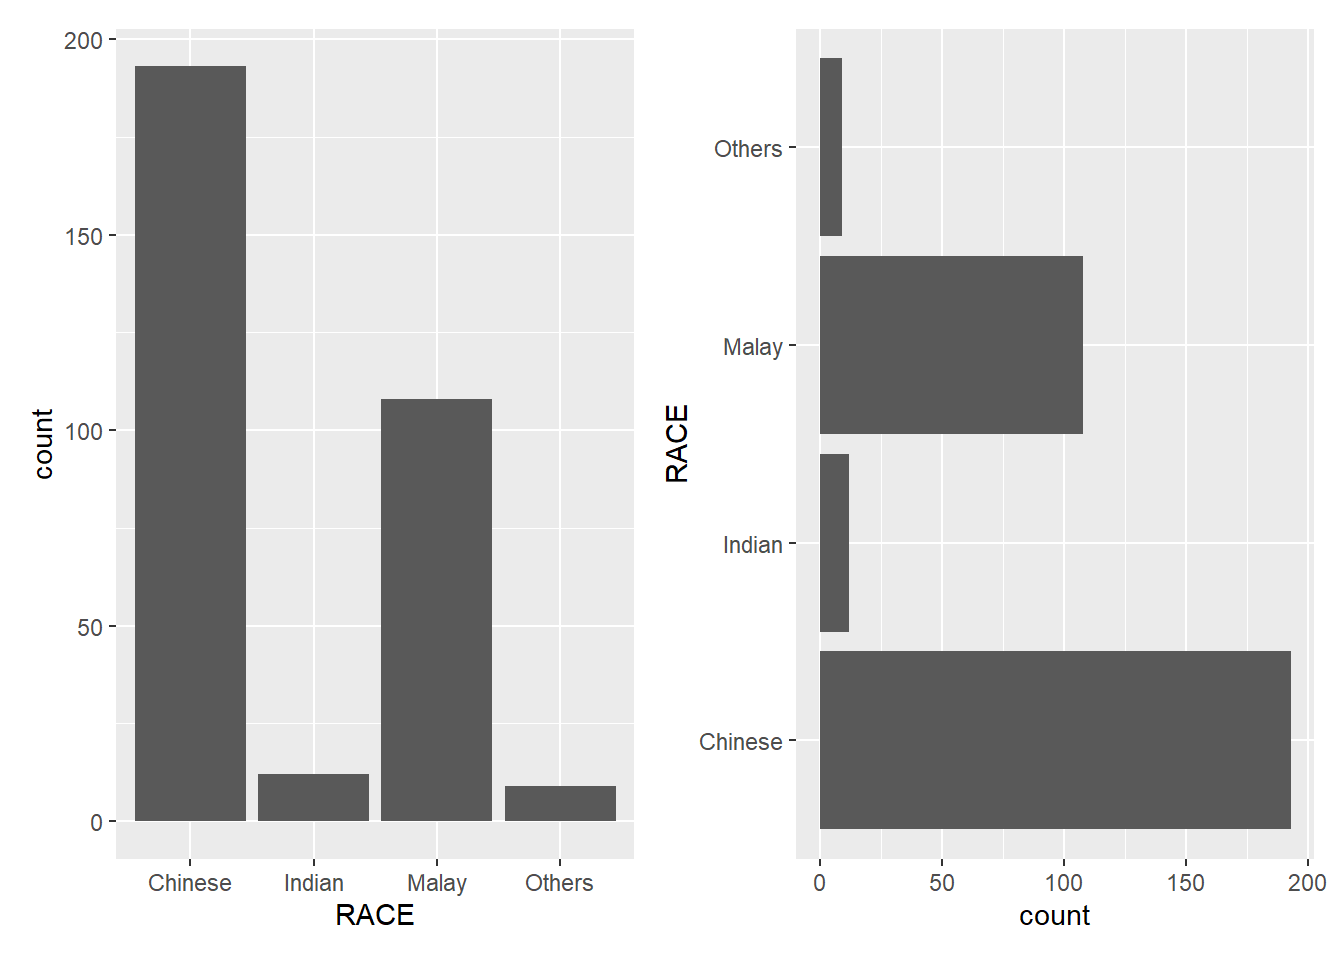 200
150
100
50
0
count
Chinese Indian Malay Others
RACE
Others
Malay
Indian
Chinese
RACE
0 50 100 150 200
count